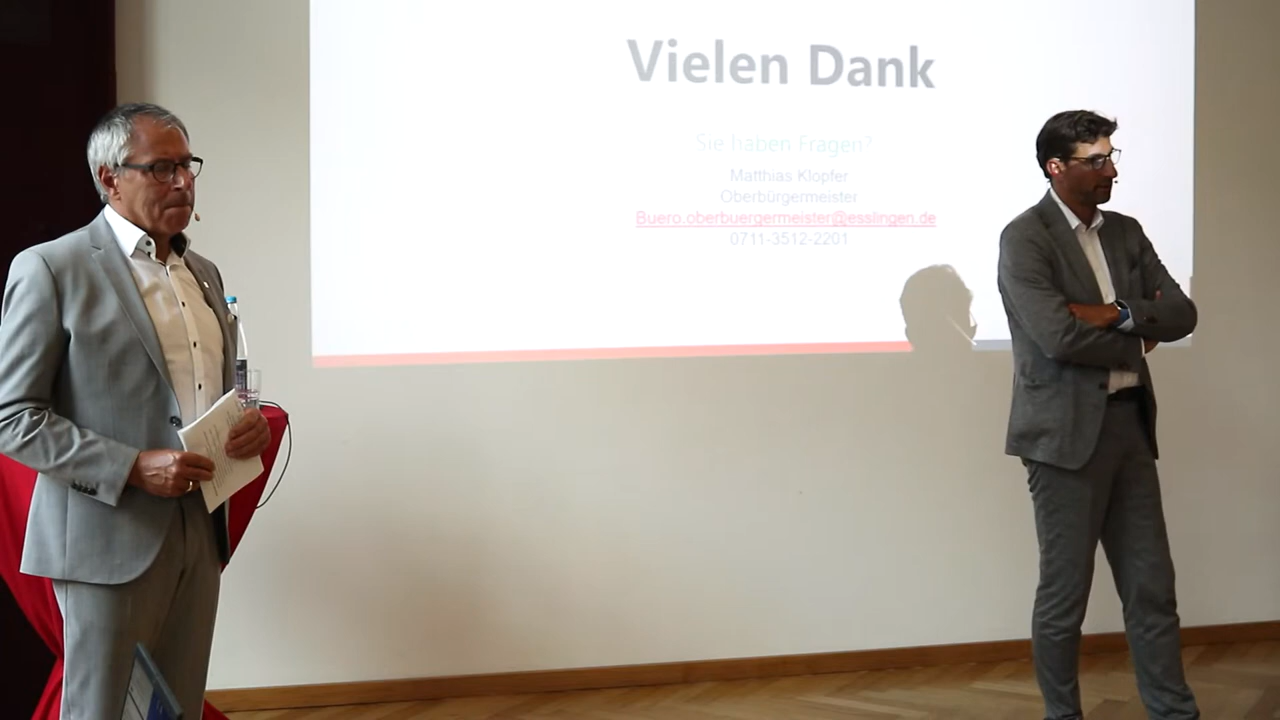 Vielen Dank
Sie haben Fragen?
Matthias Klopfer
Oberbürgermeister
Buero.oberbuergermeister@esslingen.de
0711-3512-2201